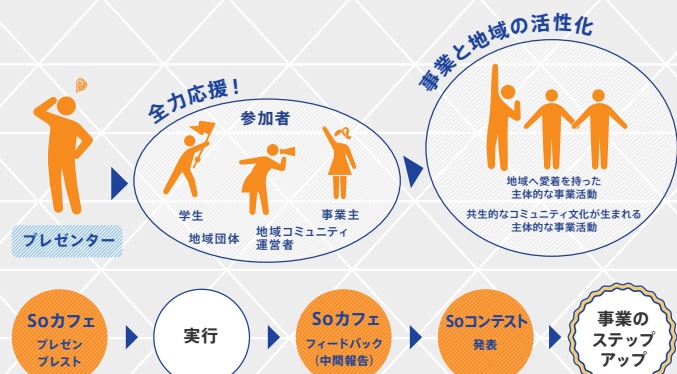 事業と地域の活性化
全力応援！
参加者
学生
地域団体
地域コミュニティ
運営者
事業主
プレゼンター
地域へ愛着を持った
主体的な事業活動
共生的なコミュニティ文化が生まれる
主体的な事業活動
Soカフェ
プレゼン
ブレスト
実行
Soカフェ
フィードバック
（中間報告）
Soコンテスト
発表
事業の
ステップ
アップ